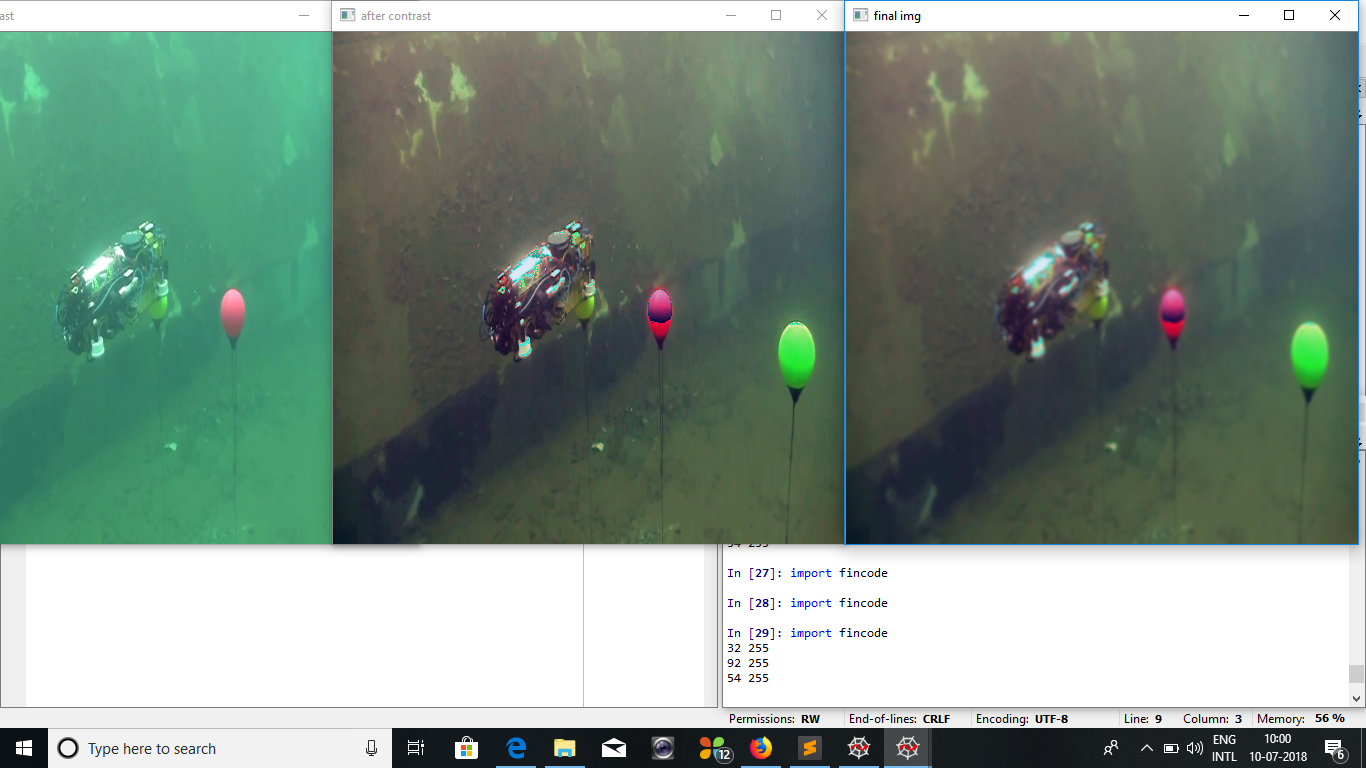 ast
after contrast
final img
54 255
In [27]: import fincode
In [28]: import fincode
In [29]: import fincode
32 255
92 255
54 255
Permissions: RW End-of-lines: CRLF Encoding: UTF-8 Line: 9 Column: 3 Memory: 56 %
Type here to search
12
ENG
INTL
10:00
10-07-2018
6